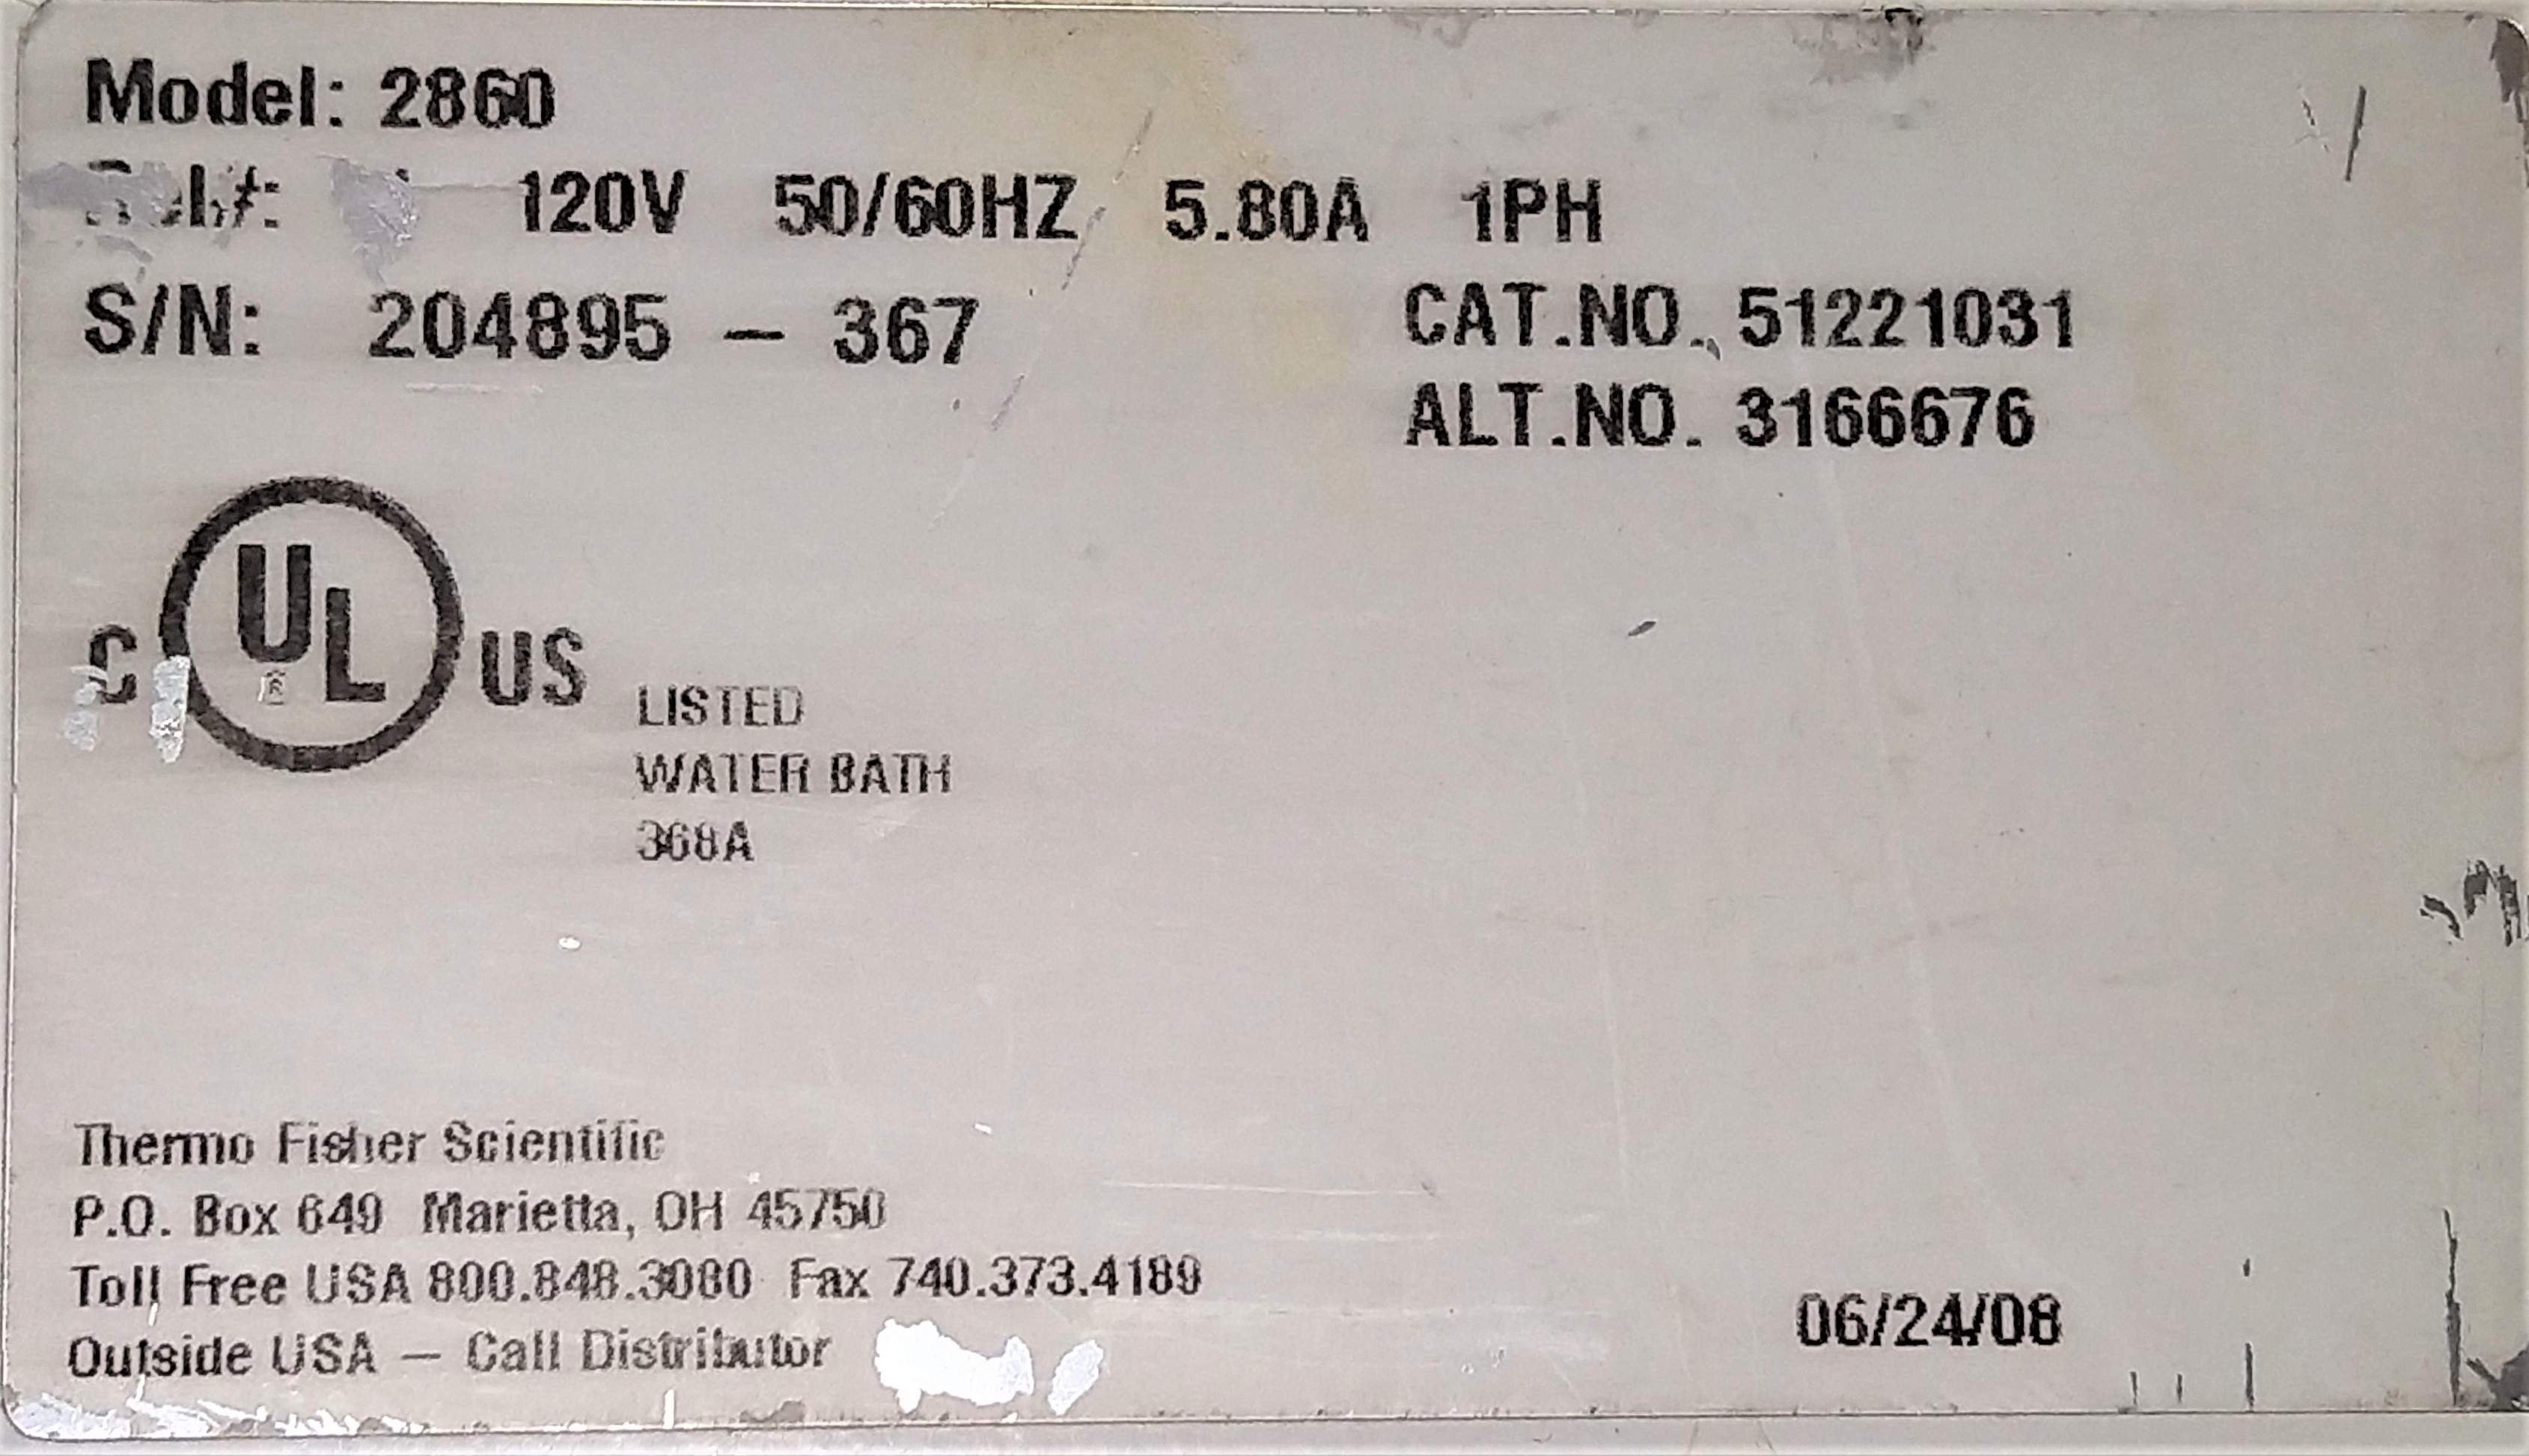 Model: 2860
120V 50/60HZ 5.80A 1PH
S/N: 204895 – 367
CAT.NO. 51221031
ALT.NO. 3166676
C UL US
®
LISTED
WATER BATH
368A
Thermo Fisher Scientific
P.O. Box 649 Marietta, OH 45750
Toll Free USA 800.848.3080 Fax 740.373.4189
Outside USA – Call Distributor
06/24/08